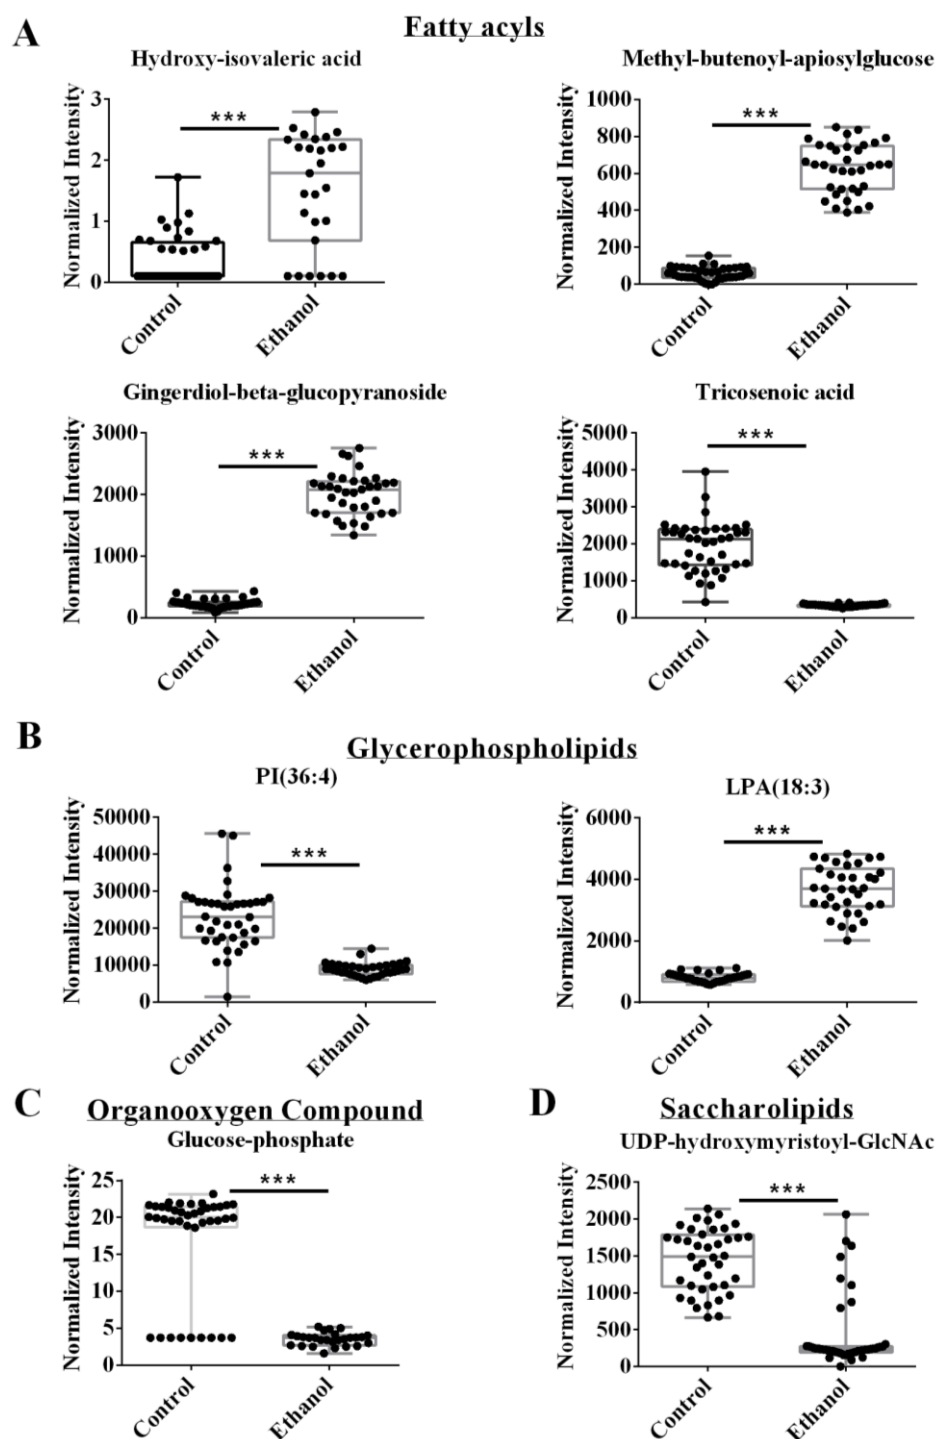 A
Fatty acyls
Hydroxy-isovaleric acid
Normalized Intensity
3
2
1
0
***
Control
Ethanol
Methyl-butenoyl-apiosylglucose
Normalized Intensity
1000
800
600
400
200
0
***
Control
Ethanol
Gingerdiol-beta-glucopyranoside
Normalized Intensity
3000
2000
1000
0
***
Control
Ethanol
Tricosenoic acid
Normalized Intensity
5000
4000
3000
2000
1000
0
***
Control
Ethanol
B
Glycerophospholipids
PI(36:4)
Normalized Intensity
50000
40000
30000
20000
10000
0
***
Control
Ethanol
LPA(18:3)
Normalized Intensity
6000
4000
2000
0
***
Control
Ethanol
C
Organooxygen Compound
Glucose-phosphate
Normalized Intensity
25
20
15
10
5
0
***
Control
Ethanol
D
Saccharolipids
UDP-hydroxymyristoyl-GlcNAc
Normalized Intensity
2500
2000
1500
1000
500
0
***
Control
Ethanol